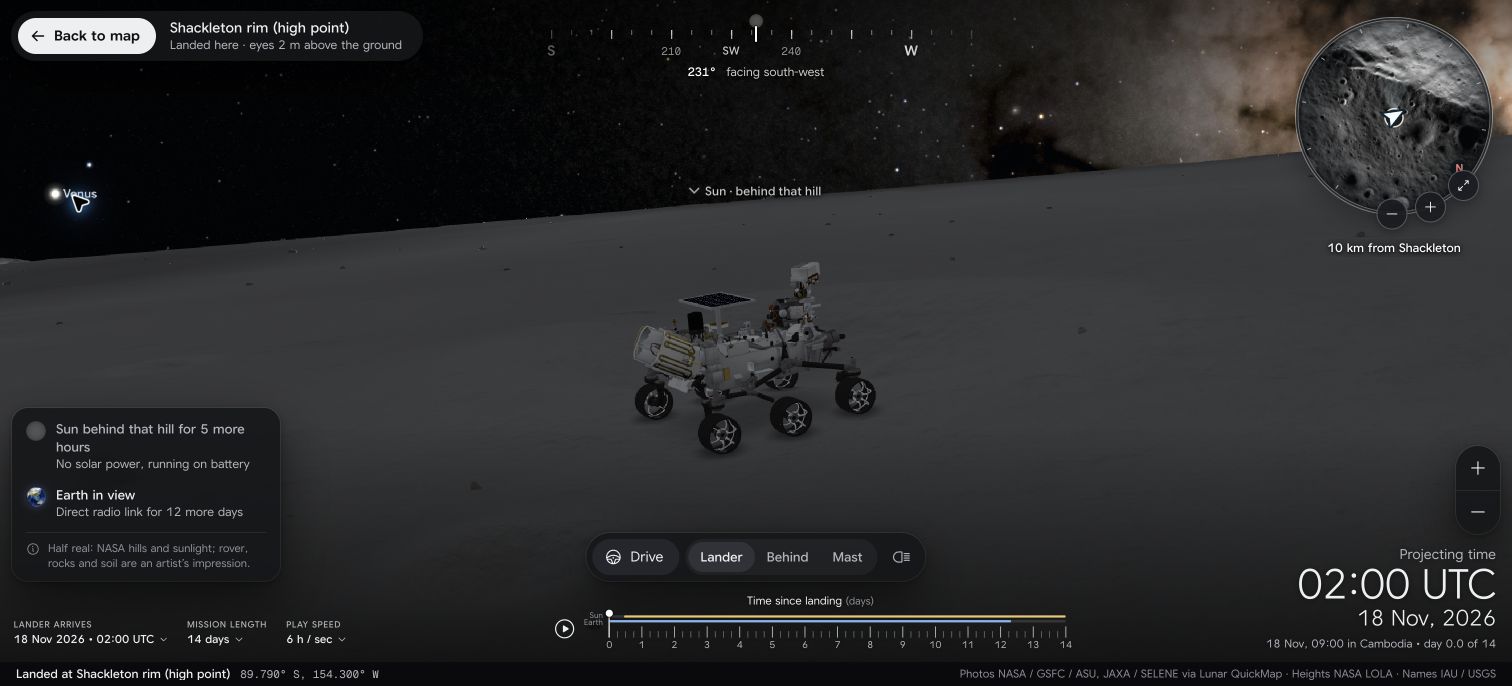 Back to map
Shackleton rim (high point)
Landed here · eyes 2 m above the ground
S 210 SW 240 W
231° facing south-west
Venus
Sun · behind that hill
N
10 km from Shackleton
Sun behind that hill for 5 more
hours
No solar power, running on battery
Earth in view
Direct radio link for 12 more days
Half real: NASA hills and sunlight; rover,
rocks and soil are an artist's impression.
Drive Lander Behind Mast
Projecting time
02:00 UTC
18 Nov, 2026
18 Nov, 09:00 in Cambodia • day 0.0 of 14
Time since landing (days)
Sun
Earth
0 1 2 3 4 5 6 7 8 9 10 11 12 13 14
LANDER ARRIVES MISSION LENGTH PLAY SPEED
18 Nov 2026 • 02:00 UTC 14 days 6 h / sec
Landed at Shackleton rim (high point) 89.790° S, 154.300° W
Photos NASA / GSFC / ASU, JAXA / SELENE via Lunar QuickMap · Heights NASA LOLA · Names IAU / USGS